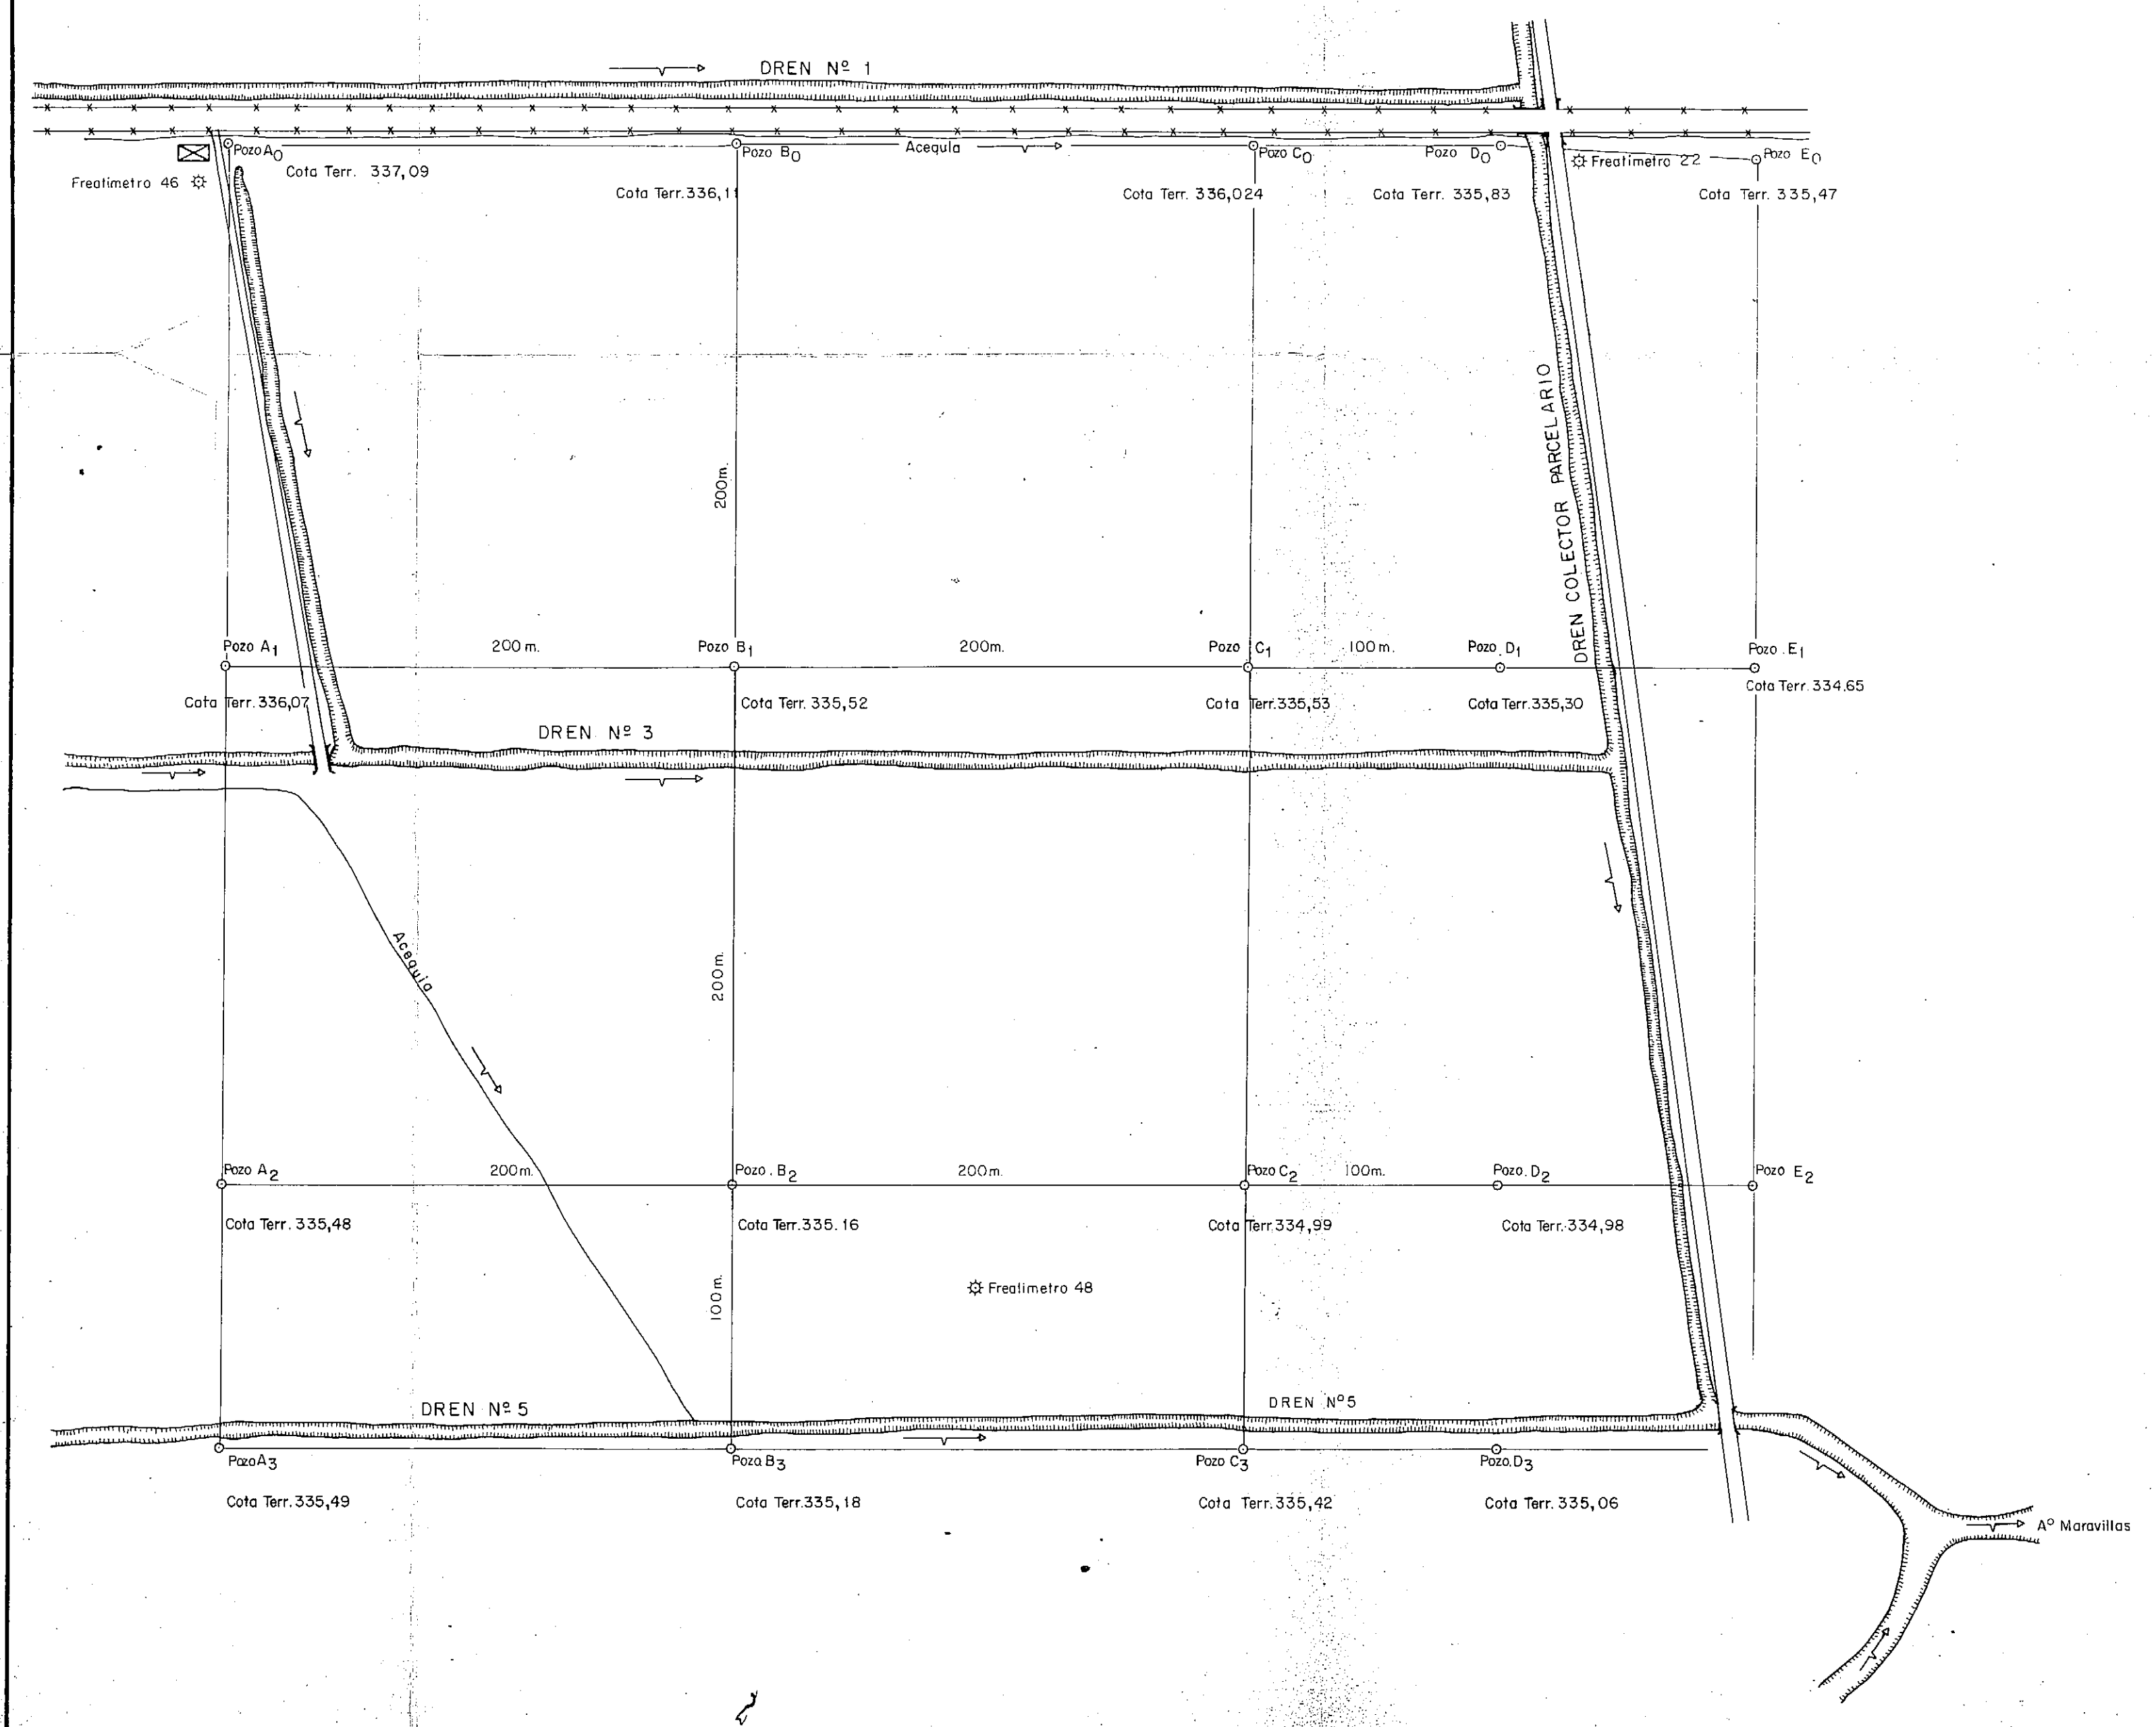 DREN Nº 1
Pozo A0
Pozo B0
Acequia
Pozo C0
Pozo D0
Freatimetro 22
Pozo E0
Freatimetro 46
Cota Terr. 337,09
Cota Terr. 336,11
Cota Terr. 336,024
Cota Terr. 335,83
Cota Terr. 335,47
DREN COLECTOR PARCELARIO
200m.
Pozo A1
200 m.
Pozo B1
200m.
Pozo C1
100 m.
Pozo D1
Pozo E1
Cota Terr. 336,07
Cota Terr. 335,52
Cota Terr. 335,53
Cota Terr. 335,30
Cota Terr. 334.65
DREN Nº 3
Acequia
200m.
Pozo A2
200m.
Pozo B2
200m.
Pozo C2
100m.
Pozo D2
Pozo E2
Cota Terr. 335,48
Cota Terr. 335.16
Cota Terr. 334,99
Cota Terr. 334,98
100m.
Freatimetro 48
DREN Nº 5
DREN Nº5
Pozo A3
Pozo B3
Pozo C3
Pozo D3
Cota Terr. 335,49
Cota Terr. 335,18
Cota Terr. 335,42
Cota Terr. 335,06
Aº Maravillas